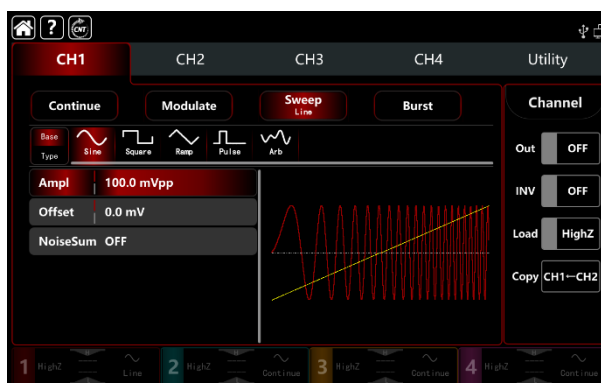 ? CNT
CH1 CH2 CH3 CH4 Utility
Continue Modulate Sweep Burst Channel
Line
Base
Type Sine Square Ramp Pulse Arb
Out OFF
Ampl 100.0 mVpp
INV OFF
Offset 0.0 mV
Load HighZ
NoiseSum OFF
Copy CH1←CH2
1 HighZ Line 2 HighZ Continue 3 HighZ Continue 4 HighZ Continue